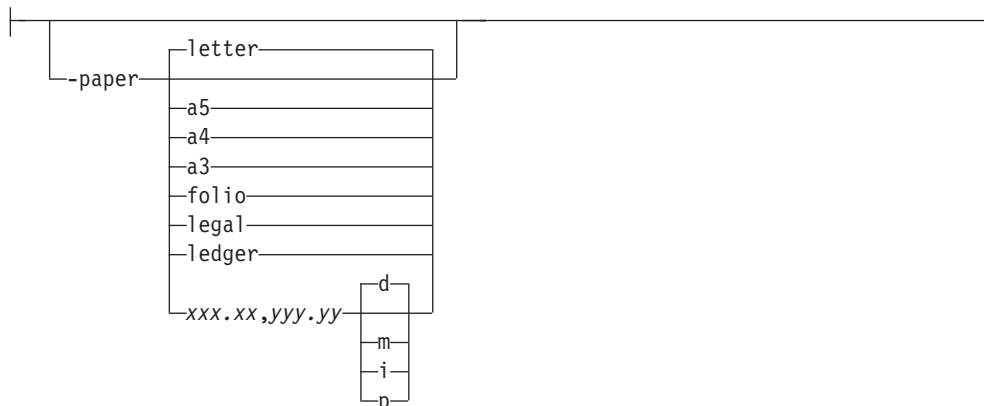 letter
-paper
a5
a4
a3
folio
legal
ledger
d
xxx.xx,yyy.yy
m
i
p